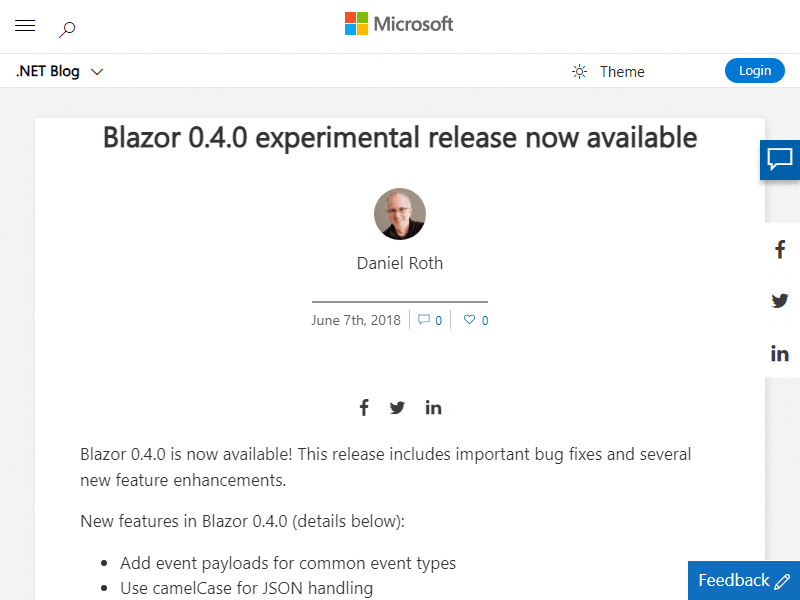 Microsoft
.NET Blog
Theme
Login
Blazor 0.4.0 experimental release now available
Daniel Roth
June 7th, 2018 0 0
Blazor 0.4.0 is now available! This release includes important bug fixes and several
new feature enhancements.
New features in Blazor 0.4.0 (details below):
• Add event payloads for common event types
• Use camelCase for JSON handling
Feedback